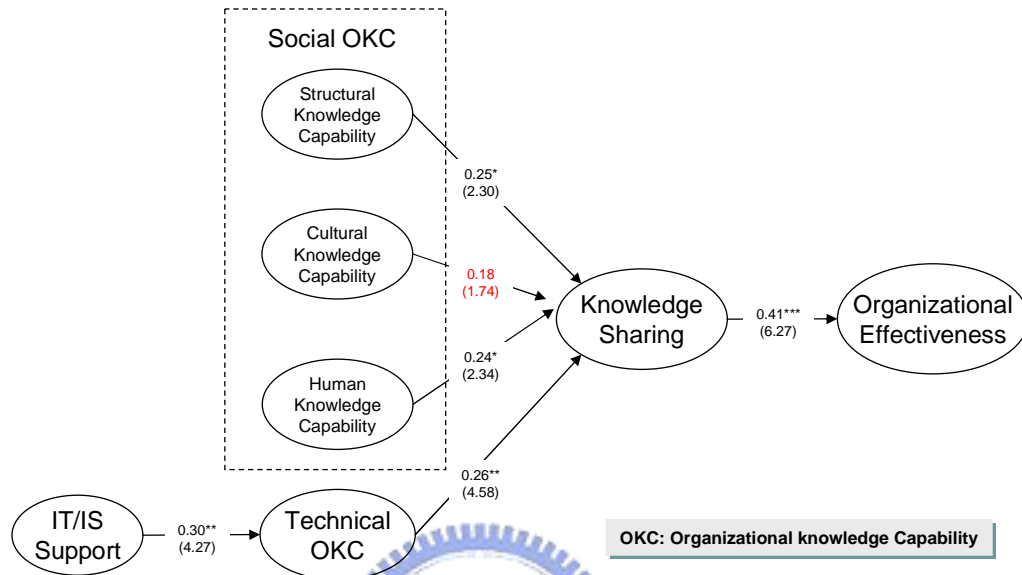 Social OKC
Structural
Knowledge
Capability
0.25*
(2.30)
Cultural
Knowledge
Capability
0.18
(1.74)
Knowledge
Sharing
0.41***
(6.27)
Organizational
Effectiveness
Human
Knowledge
Capability
0.24*
(2.34)
0.26**
(4.58)
IT/IS
Support
0.30**
(4.27)
Technical
OKC
OKC: Organizational knowledge Capability